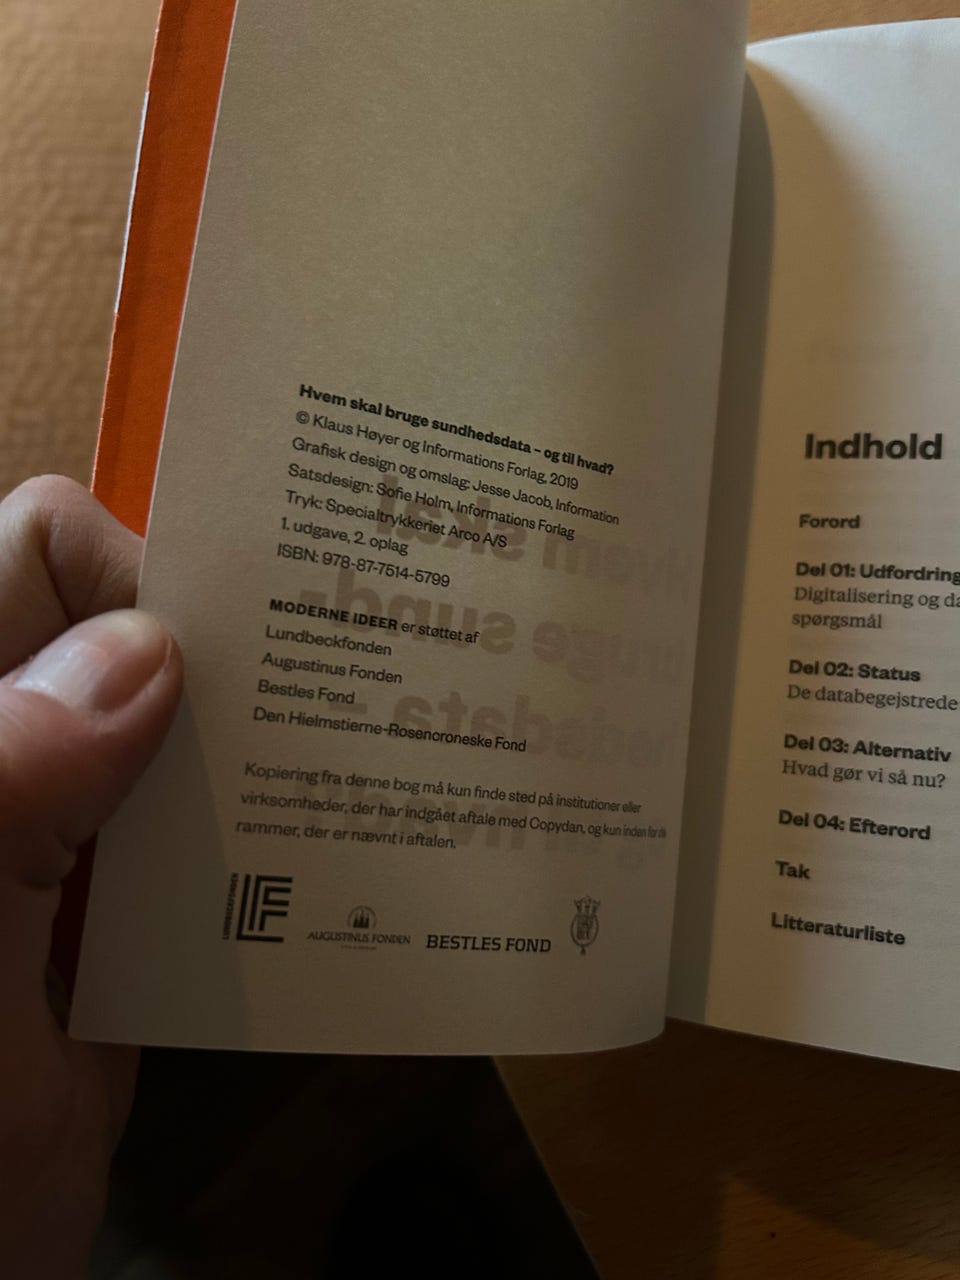 Hvem skal bruge sundhedsdata – og til hvad?
© Klaus Høyer og Informations Forlag, 2019
Grafisk design og omslag: Jesse Jacob, Information
Satsdesign: Sofie Holm, Informations Forlag
Tryk: Specialtrykkeriet Arco A/S
1. udgave, 2. oplag
ISBN: 978-87-7514-5799
MODERNE IDEER er støttet af
Lundbeckfonden
Augustinus Fonden
Bestles Fond
Den Hielmstierne-Rosencroneske Fond
Kopiering fra denne bog må kun finde sted på institutioner eller
virksomheder, der har indgået aftale med Copydan, og kun inden for de
rammer, der er nævnt i aftalen.
LUNDBECKFONDEN
AUGUSTINUS FONDEN
BESTLES FOND
Indhold
Forord
Del 01: Udfordring
Digitalisering og da
spørgsmål
Del 02: Status
De databegejstrede
Del 03: Alternativ
Hvad gør vi så nu?
Del 04: Efterord
Tak
Litteraturliste